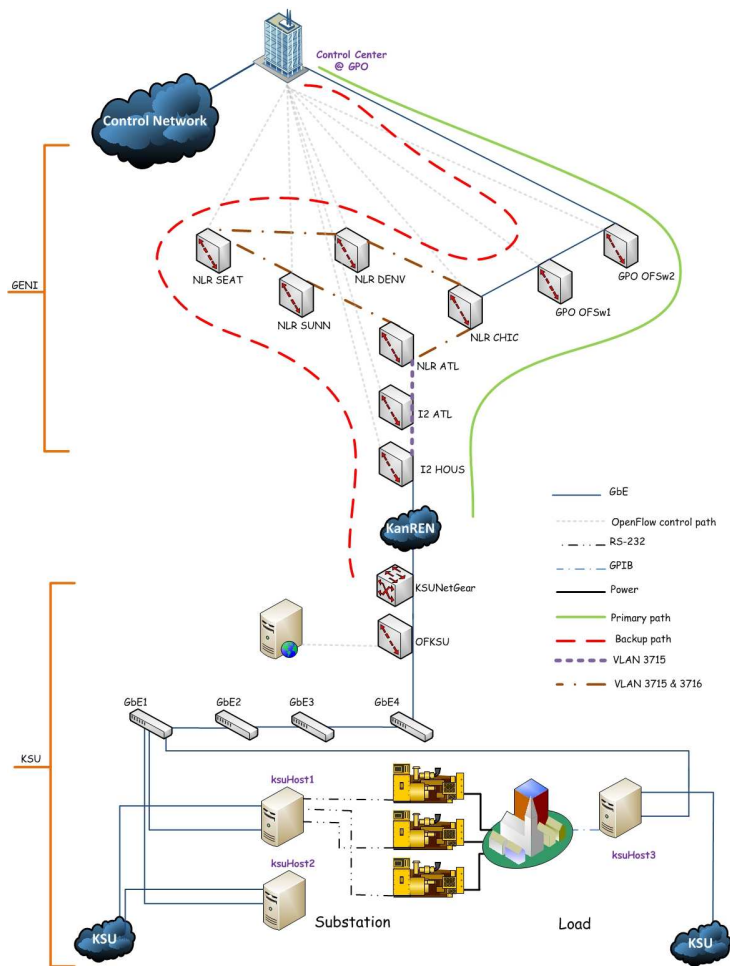 Control Center
@ GPO
Control Network
GENI
NLR SEAT
NLR DENV
NLR SUNN
NLR CHIC
GPO OFSw1
GPO OFSw2
NLR ATL
I2 ATL
I2 HOUS
KanREN
KSUNetGear
OFKSU
GbE
OpenFlow control path
RS-232
GPIB
Power
Primary path
Backup path
VLAN 3715
VLAN 3715 & 3716
KSU
GbE1
GbE2
GbE3
GbE4
ksuHost1
ksuHost2
ksuHost3
Substation
Load
KSU
KSU